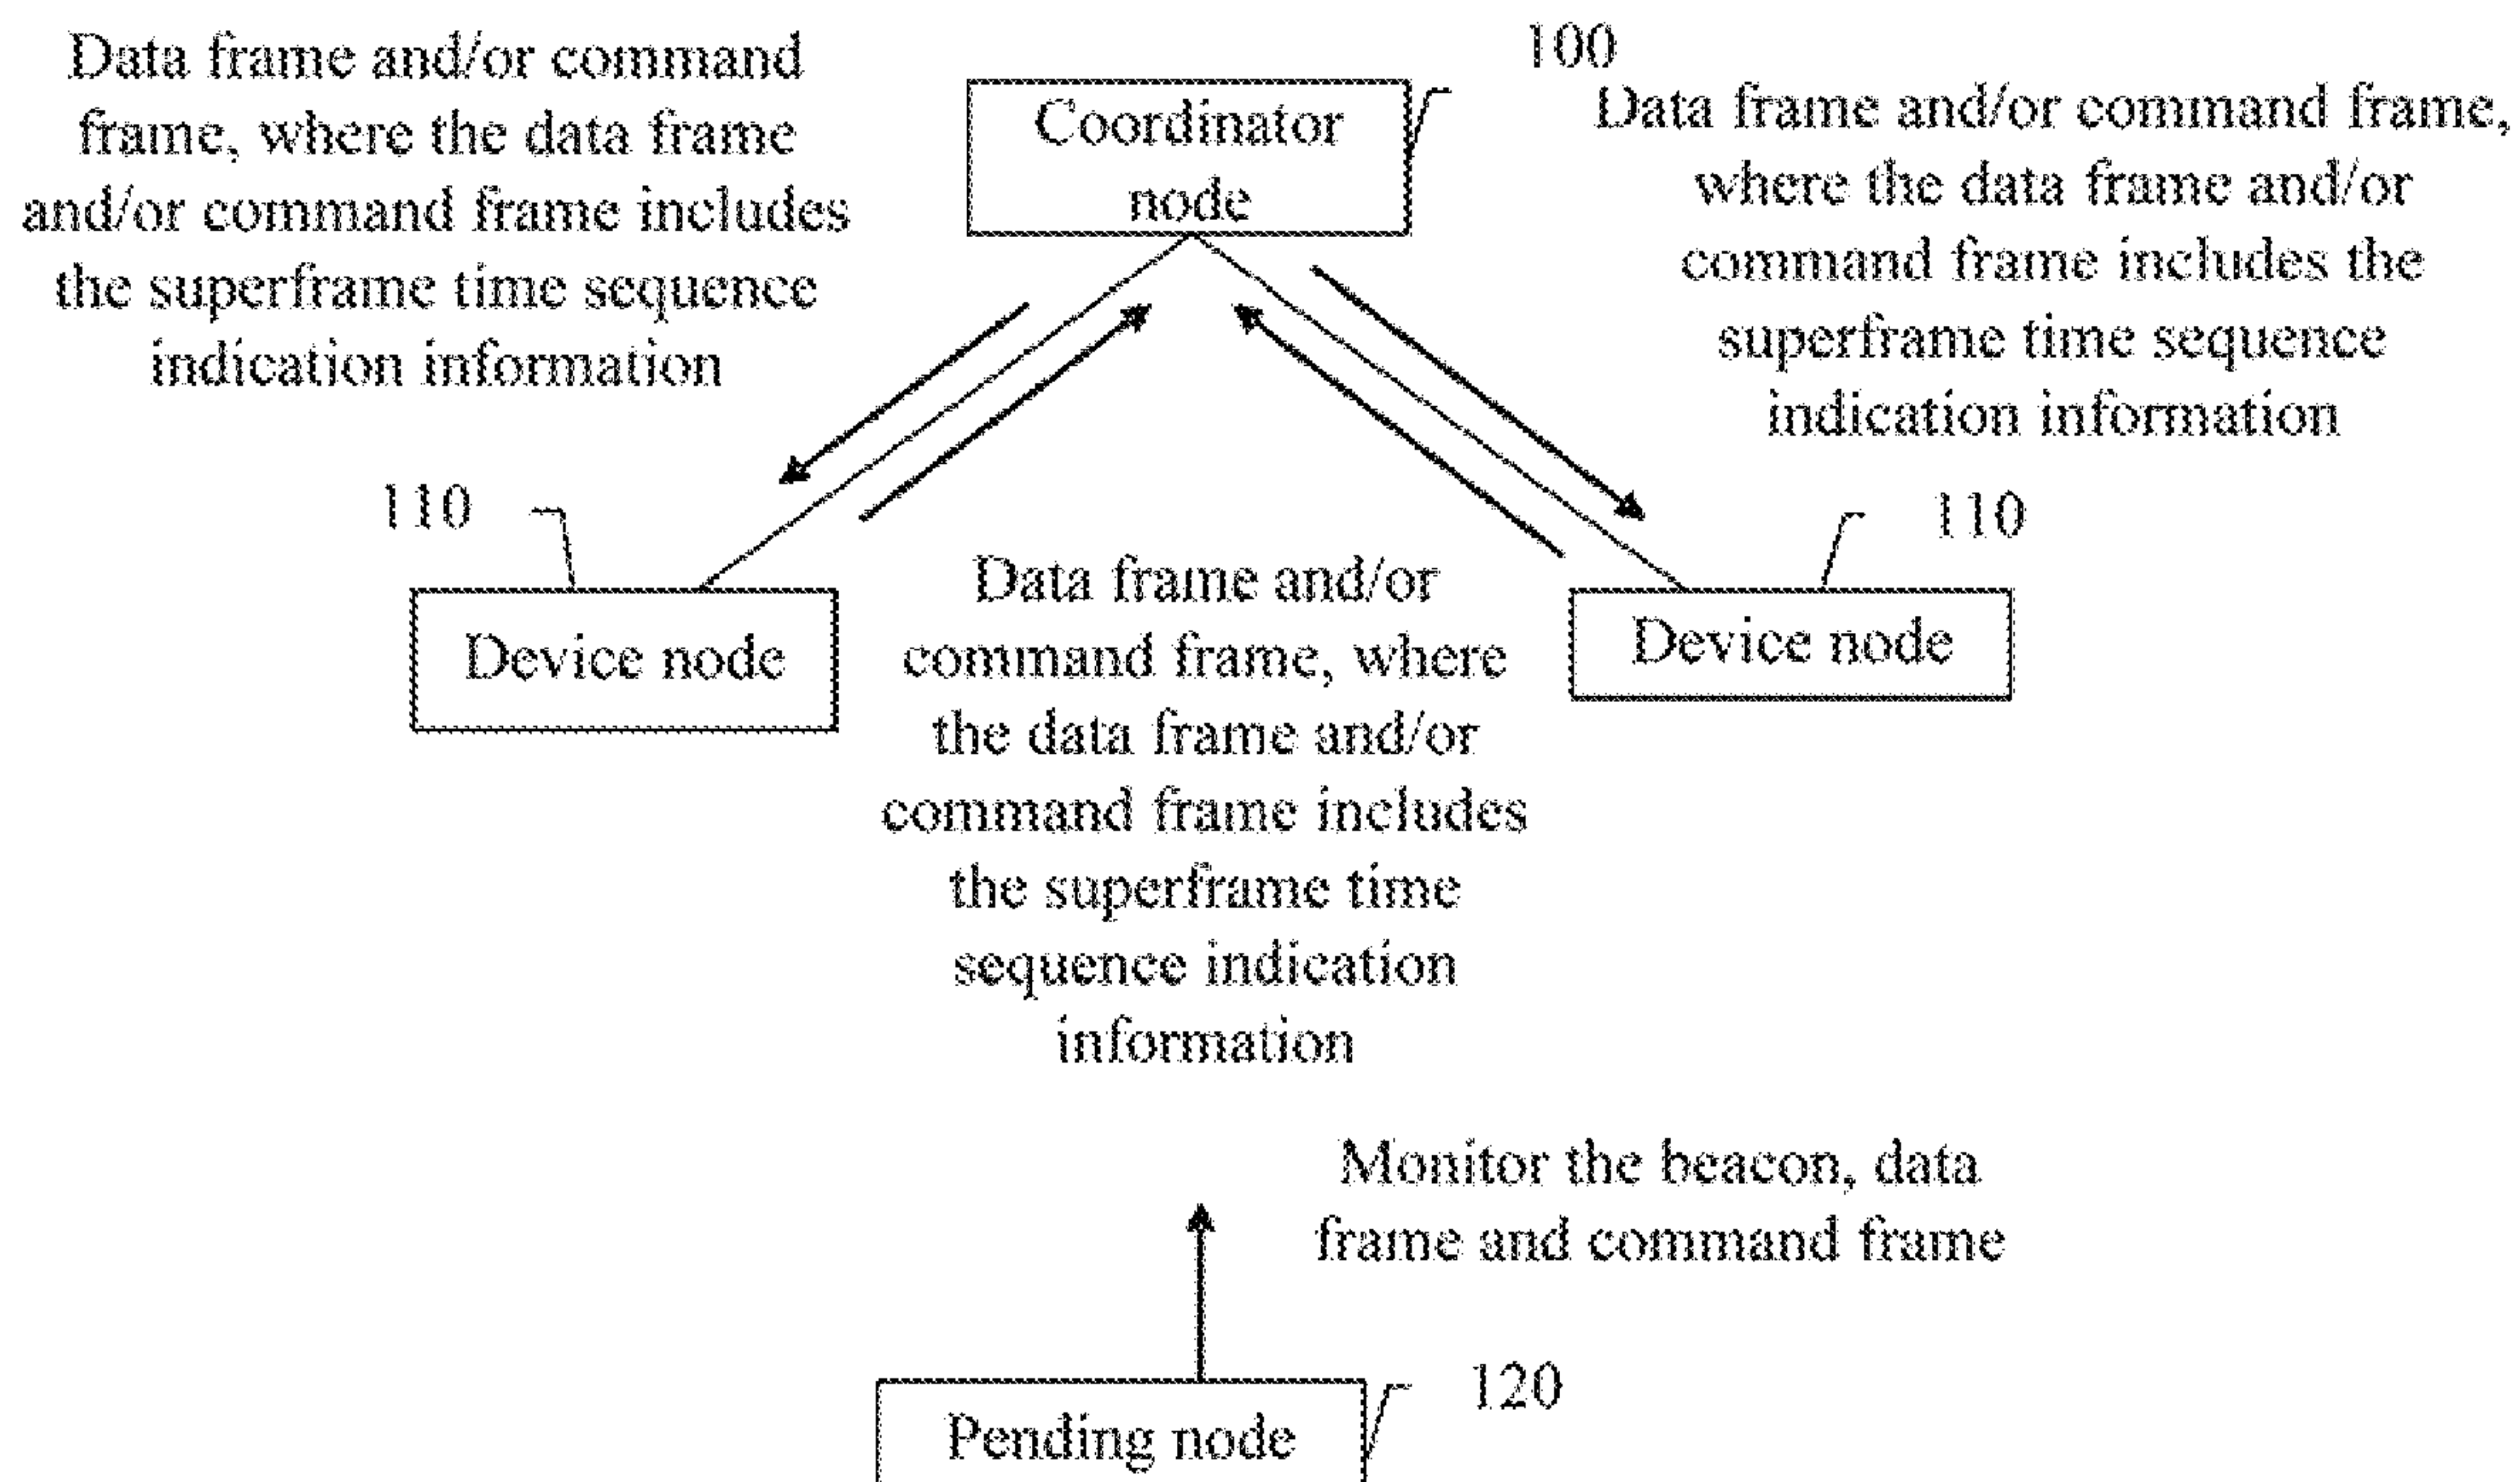 Data frame and/or command
frame, where the data frame
and/or command frame includes
the superframe time sequence
indication information
Coordinator
node
100
Data frame and/or command frame,
where the data frame and/or
command frame includes the
superframe time sequence
indication information
110
Device node
Data frame and/or
command frame, where
the data frame and/or
command frame includes
the superframe time
sequence indication
information
110
Device node
Monitor the beacon, data
frame and command frame
120
Pending node